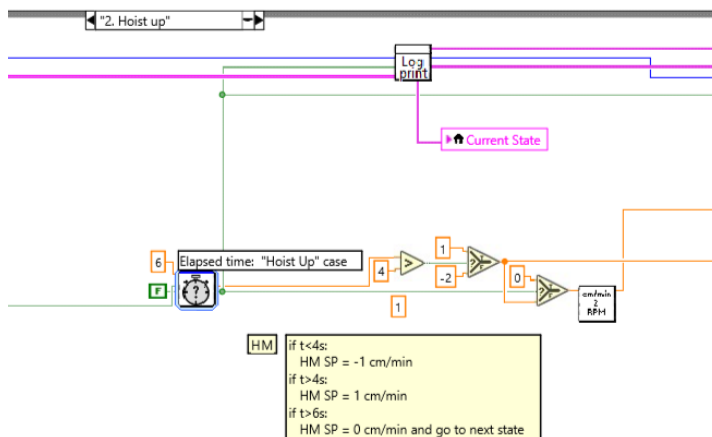 "2. Hoist up"
Log
print
Current State
6
Elapsed time: "Hoist Up" case
F
?
4
>
1
-2
?
T
F
0
?
T
F
cm/min
2
RPM
1
HM
if t<4s:
HM SP = -1 cm/min
if t>4s:
HM SP = 1 cm/min
if t>6s:
HM SP = 0 cm/min and go to next state